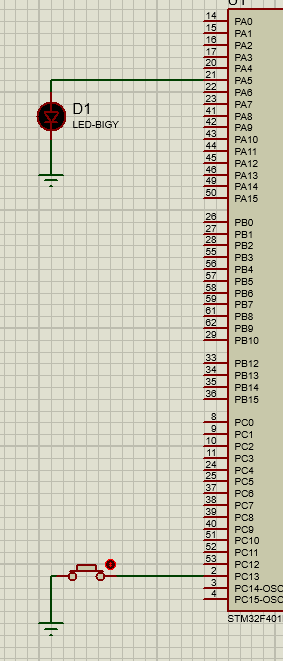 U1
14 PA0
15 PA1
16 PA2
17 PA3
20 PA4
21 PA5
22 PA6
23 PA7
41 PA8
42 PA9
43 PA10
44 PA11
45 PA12
46 PA13
49 PA14
50 PA15
D1
LED-BIGY
26 PB0
27 PB1
28 PB2
55 PB3
56 PB4
57 PB5
58 PB6
59 PB7
61 PB8
62 PB9
29 PB10
33 PB12
34 PB13
35 PB14
36 PB15
8 PC0
9 PC1
10 PC2
11 PC3
24 PC4
25 PC5
37 PC6
38 PC7
39 PC8
40 PC9
51 PC10
52 PC11
53 PC12
2 PC13
3 PC14-OSC
4 PC15-OSC
STM32F401